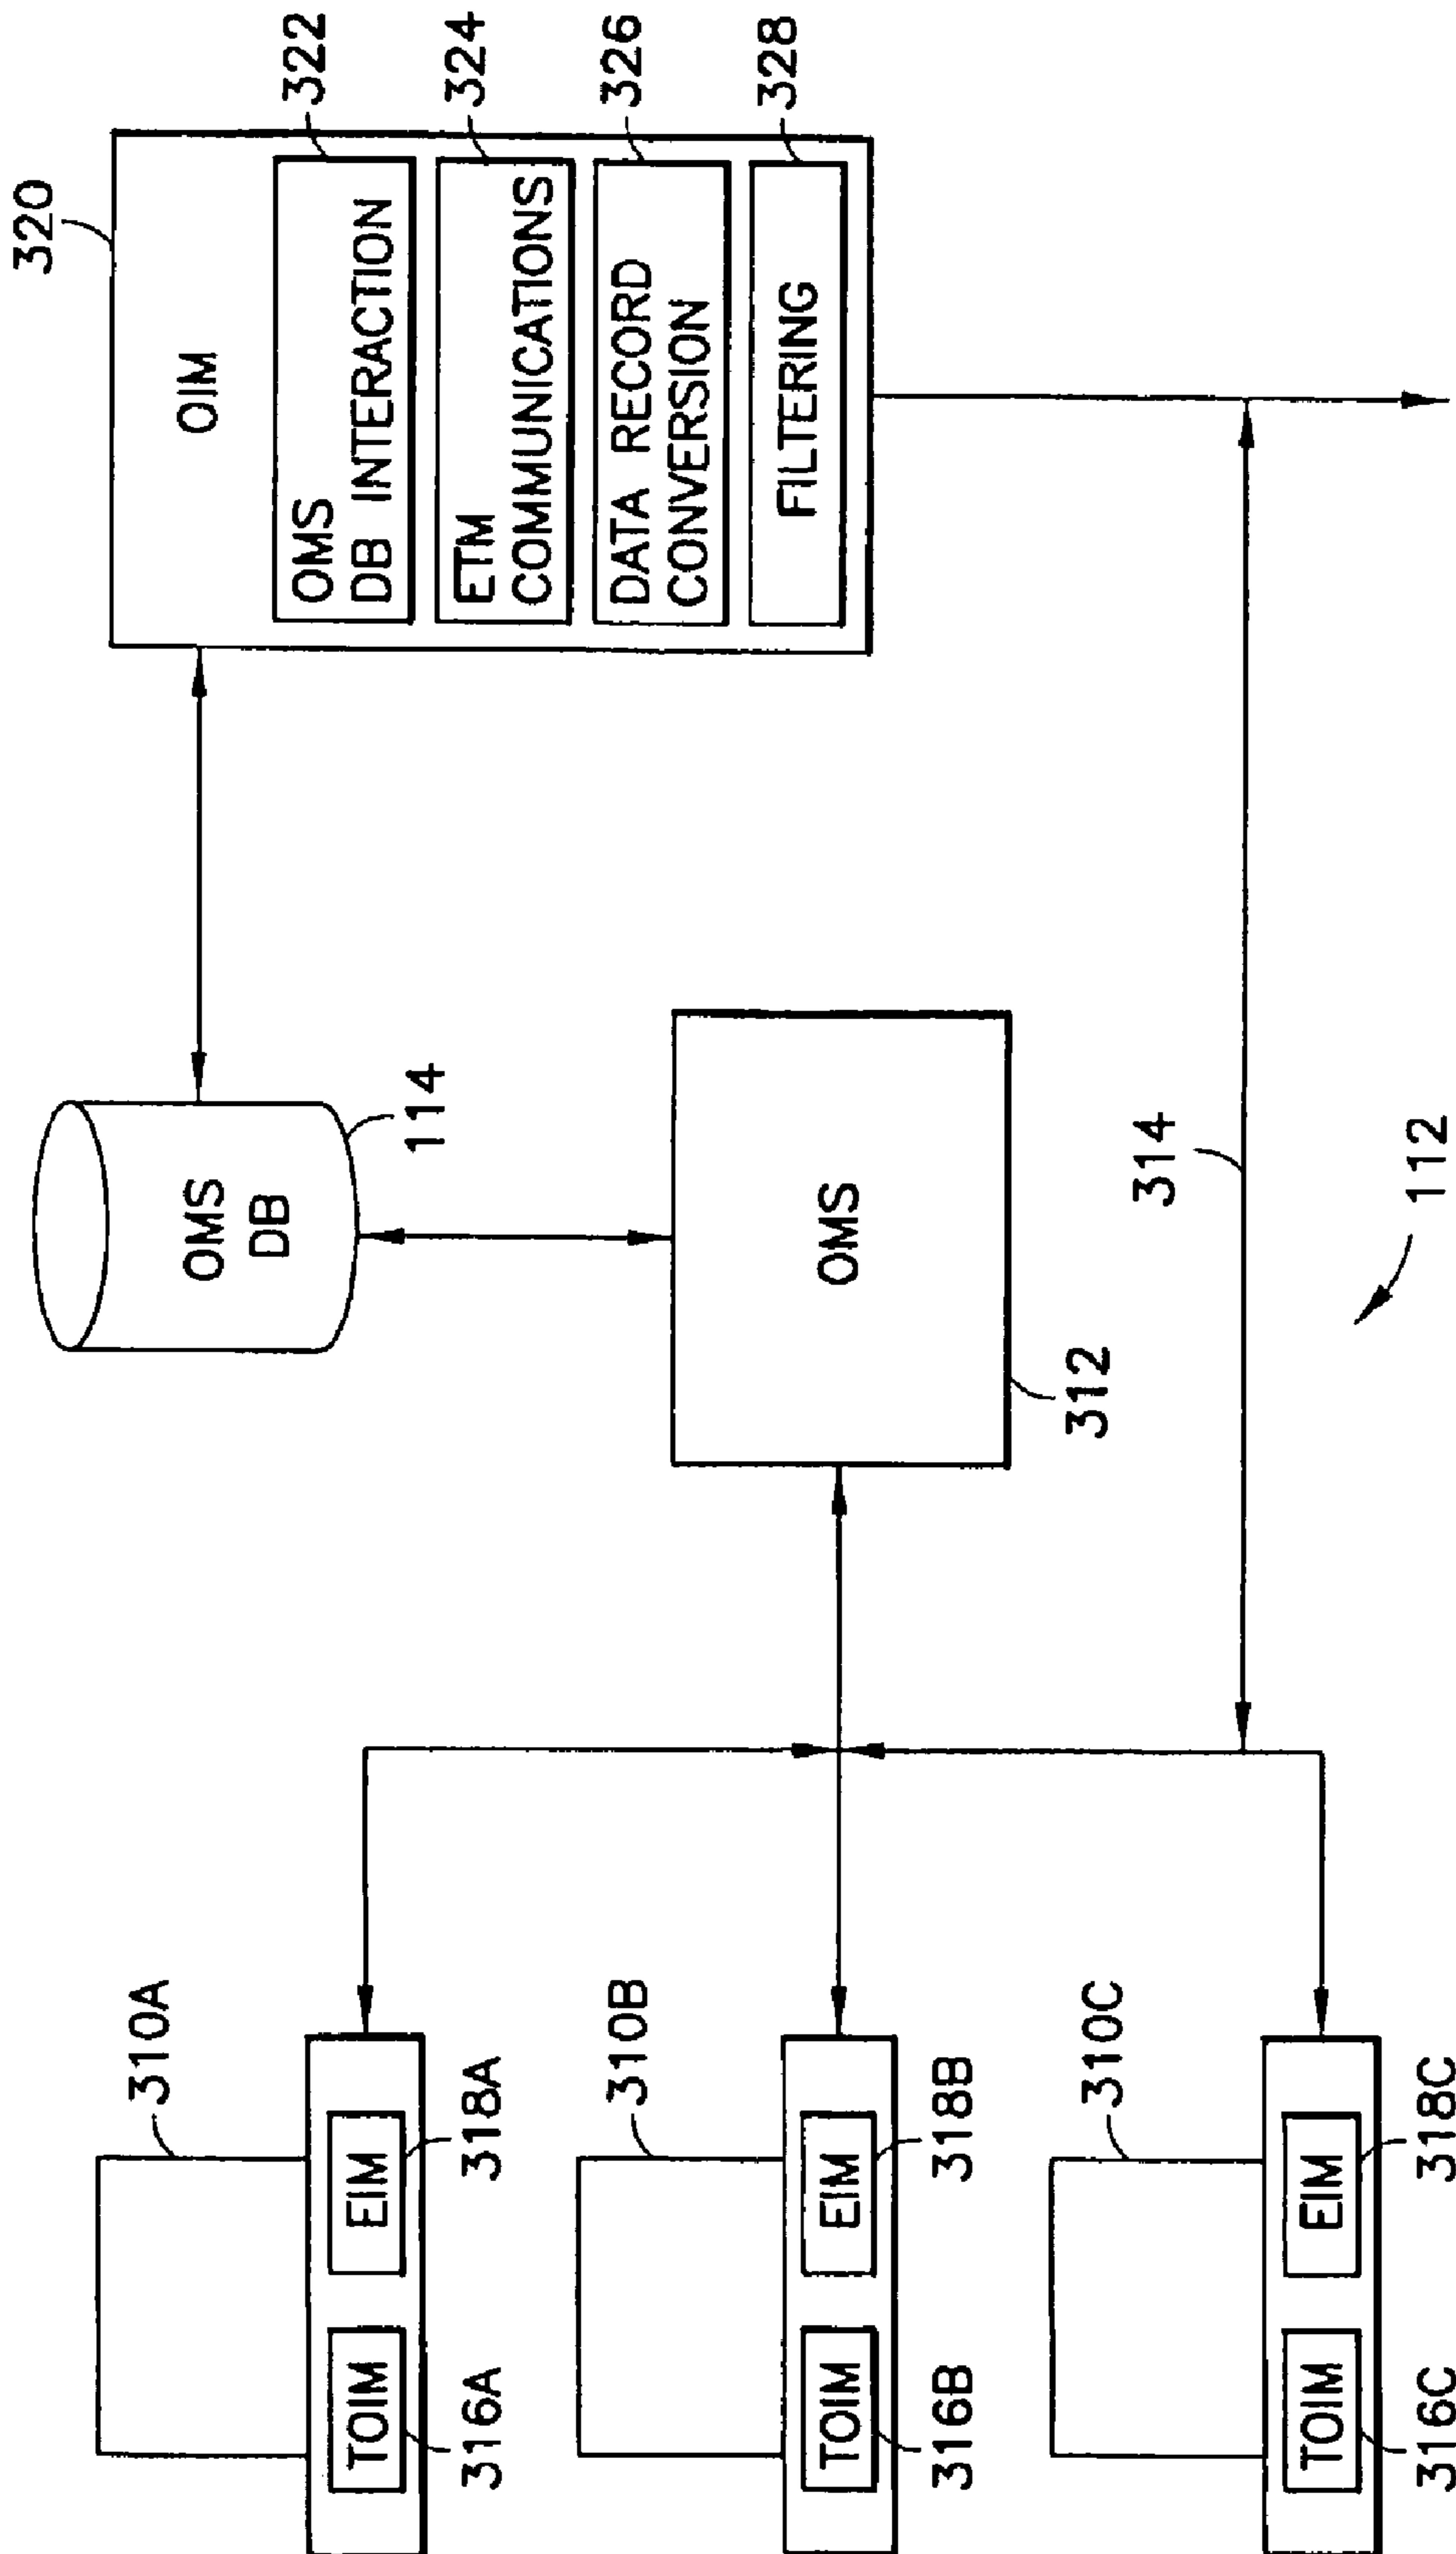 320
OIM
OMS
DB INTERACTION
322
ETM
COMMUNICATIONS
324
DATA RECORD
CONVERSION
326
FILTERING
328
OMS
DB
114
OMS
312
314
112
310A
TOIM
EIM
316A
318A
310B
TOIM
EIM
316B
318B
310C
TOIM
EIM
316C
318C